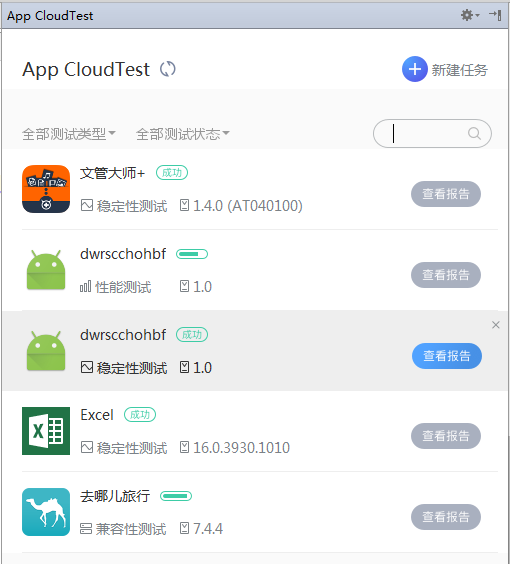 App CloudTest
App CloudTest 新建任务
全部测试类型 全部测试状态
文管大师+ 成功
稳定性测试 1.4.0 (AT040100) 查看报告
dwrscchohbf
性能测试 1.0 查看报告
dwrscchohbf 成功
稳定性测试 1.0 查看报告
Excel 成功
稳定性测试 16.0.3930.1010 查看报告
去哪儿旅行
兼容性测试 7.4.4 查看报告